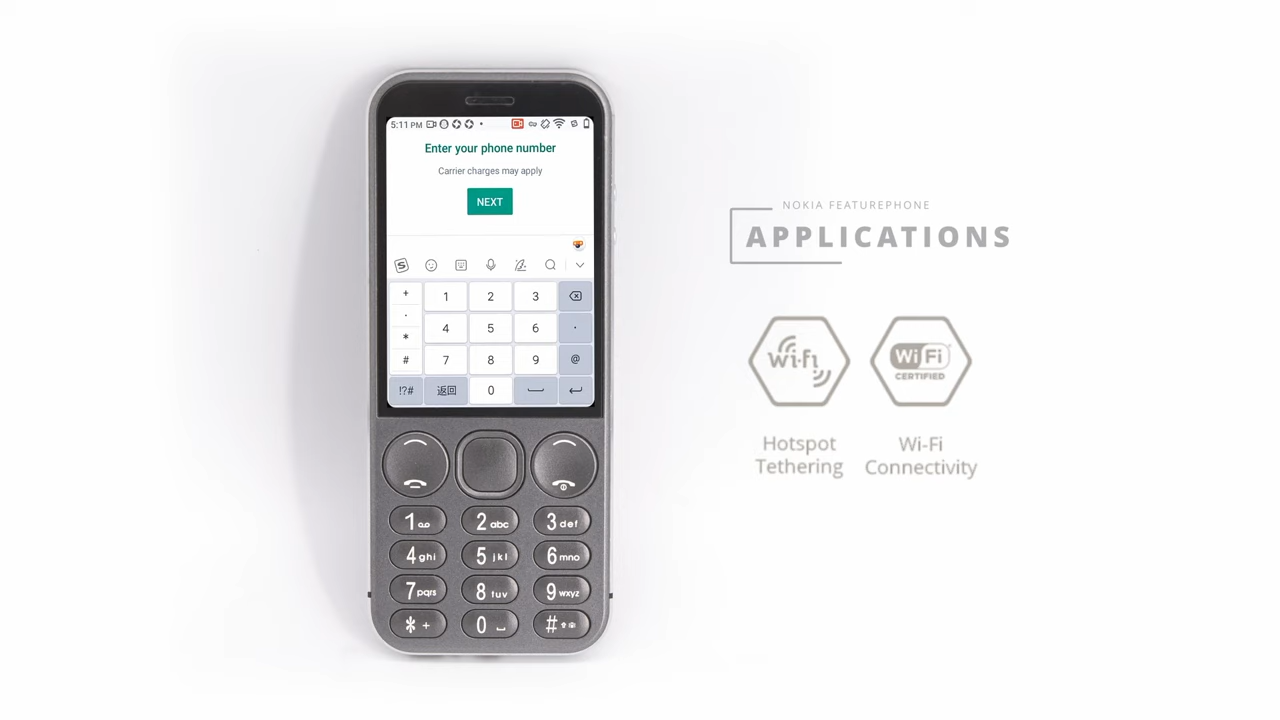 5:11 PM
Enter your phone number
Carrier charges may apply
NEXT
+ 1 2 3
4 5 6 .
*
# 7 8 9 @
!?# 返回 0
1
2 abc
3 def
4 ghi
5 jkl
6 mno
7 pqrs
8 tuv
9 wxyz
* +
0
#
NOKIA FEATUREPHONE
APPLICATIONS
Wi-Fi
Wi Fi
CERTIFIED
Hotspot
Tethering
Wi-Fi
Connectivity